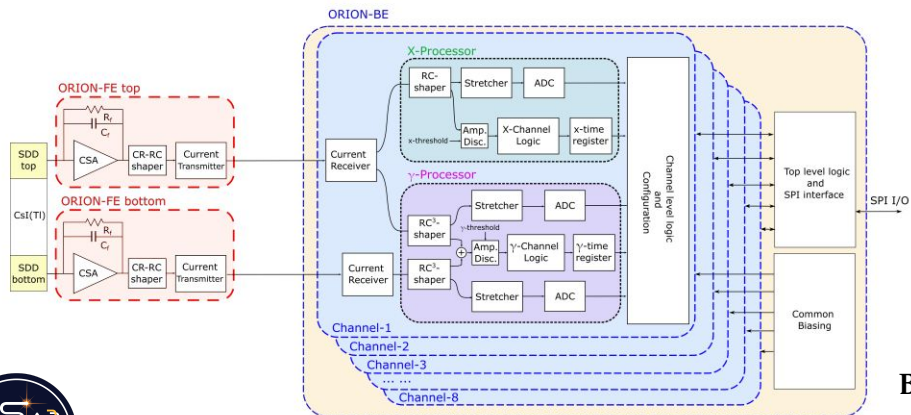 ORION-BE
X-Processor
RC-
shaper
Stretcher
ADC
x-threshold
Amp.
Disc.
X-Channel
Logic
x-time
register
ORION-FE top
SDD
top
Rf
Cf
CSA
CR-RC
shaper
Current
Transmitter
Current
Receiver
CsI(Tl)
γ-Processor
Stretcher
ADC
RC³-
shaper
γ-threshold
Amp.
Disc.
γ-Channel
Logic
γ-time
register
RC³-
shaper
Stretcher
ADC
ORION-FE bottom
SDD
bottom
Rf
Cf
CSA
CR-RC
shaper
Current
Transmitter
Current
Receiver
Channel level logic
and
Configuration
Top level logic
and
SPI interface
SPI I/O
Common
Biasing
Channel-1
Channel-2
Channel-3
... ...
Channel-8
B